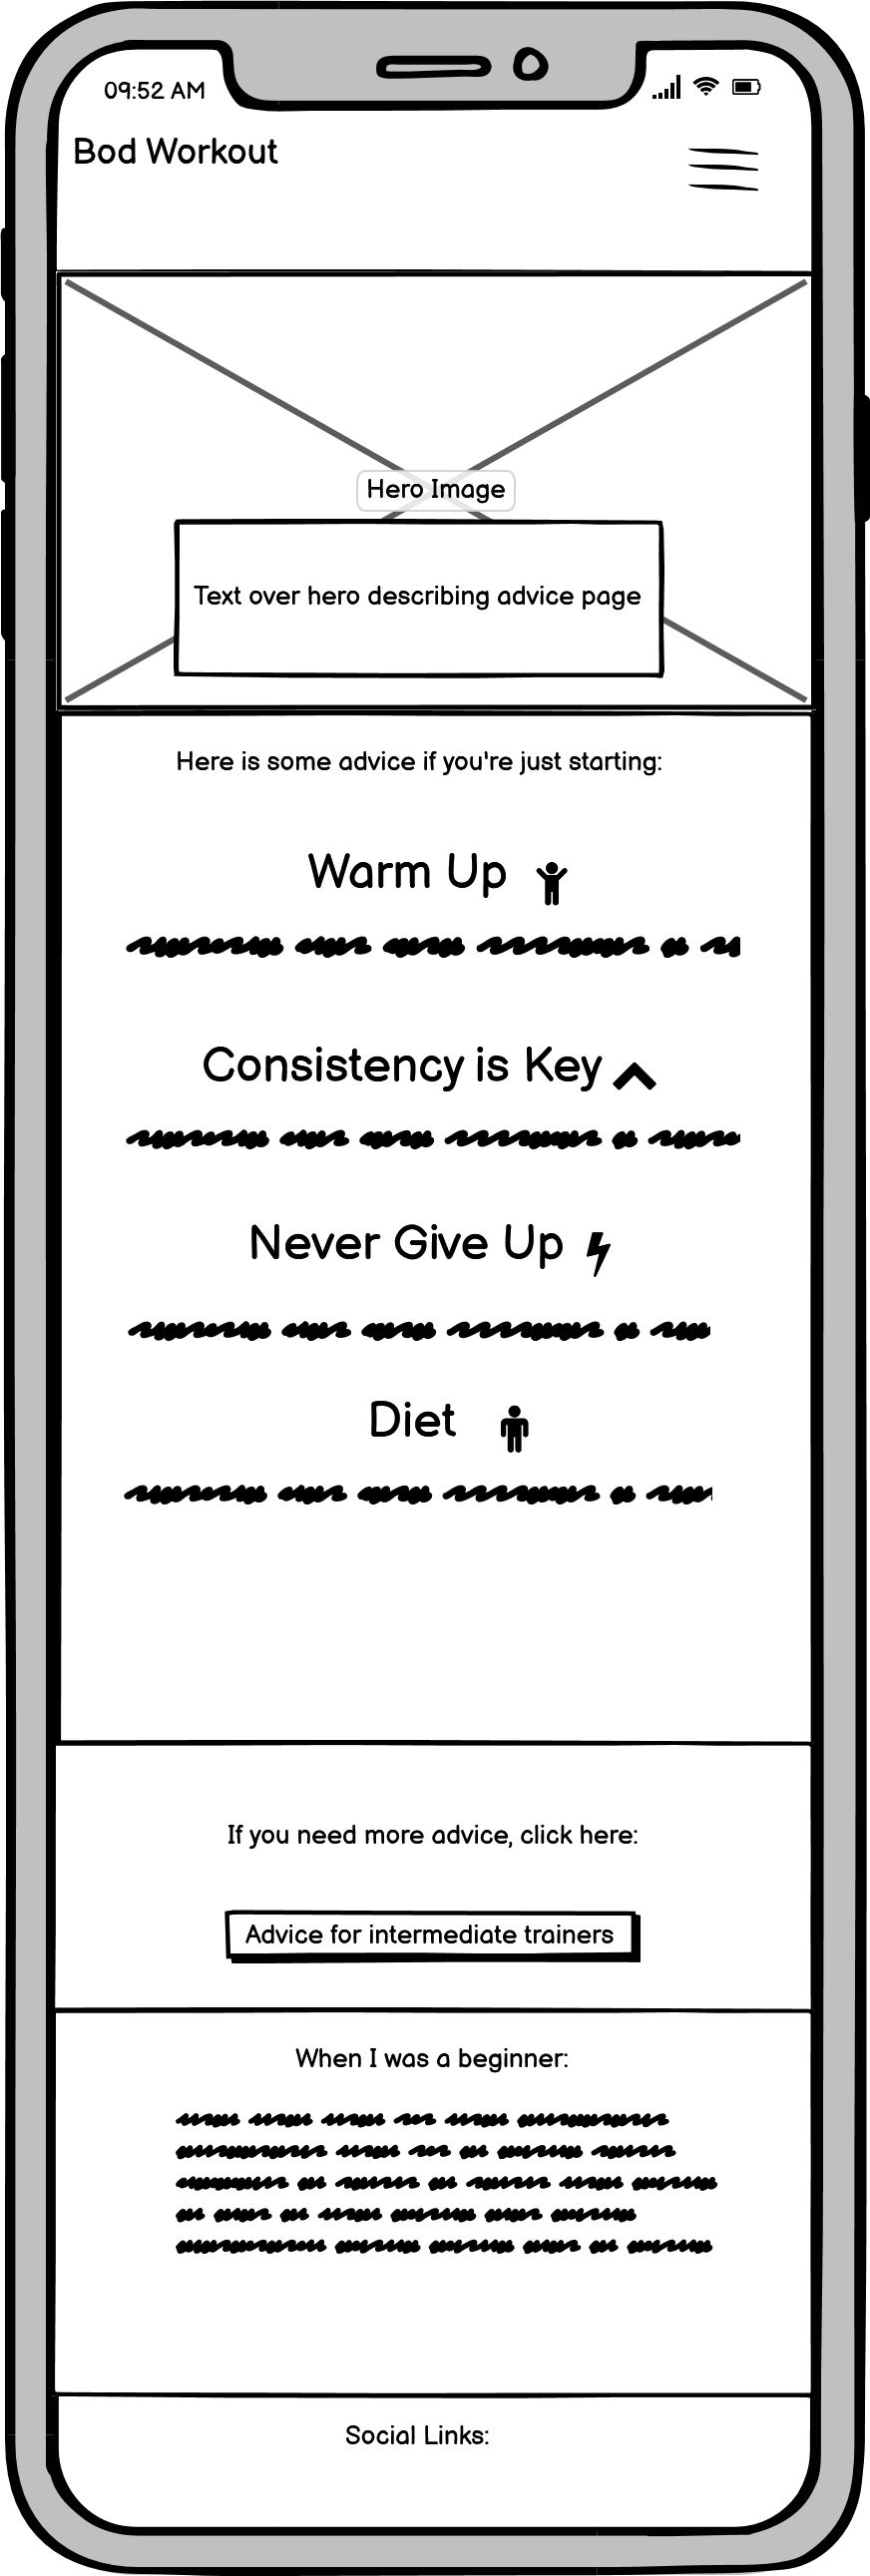 09:52 AM
Bod Workout
Hero Image
Text over hero describing advice page
Here is some advice if you're just starting:
Warm Up
Consistency is Key
Never Give Up
Diet
If you need more advice, click here:
Advice for intermediate trainers
When I was a beginner:
Social Links: